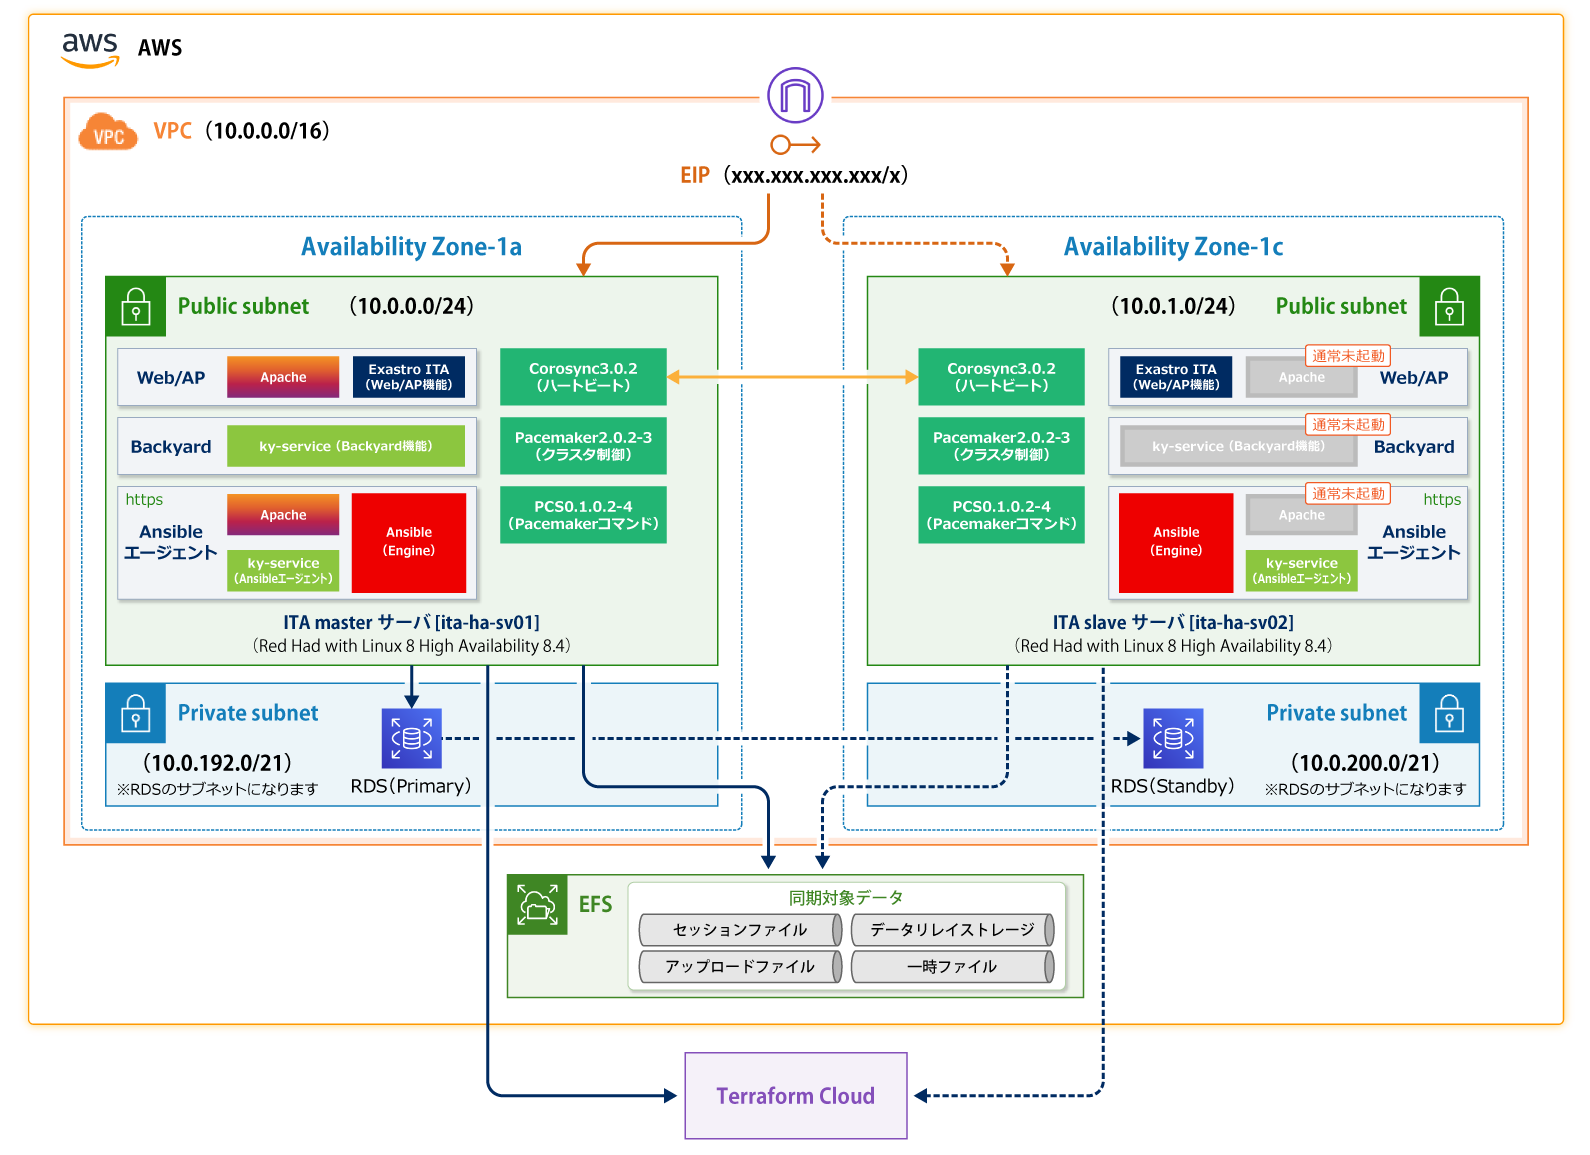 aws
AWS
VPC
VPC（10.0.0.0/16）
EIP（xxx.xxx.xxx.xxx/x）
Availability Zone-1a
Public subnet （10.0.0.0/24）
Web/AP
Apache
Exastro ITA
（Web/AP機能）
Backyard
ky-service（Backyard機能）
https
Ansible
エージェント
Apache
ky-service
（Ansibleエージェント）
Ansible
（Engine）
Corosync3.0.2
（ハートビート）
Pacemaker2.0.2-3
（クラスタ制御）
PCS0.1.0.2-4
（Pacemakerコマンド）
ITA master サーバ [ita-ha-sv01]
（Red Had with Linux 8 High Availability 8.4）
Private subnet
（10.0.192.0/21）
※RDSのサブネットになります
RDS（Primary）
Availability Zone-1c
（10.0.1.0/24） Public subnet
Corosync3.0.2
（ハートビート）
Pacemaker2.0.2-3
（クラスタ制御）
PCS0.1.0.2-4
（Pacemakerコマンド）
Exastro ITA
（Web/AP機能）
通常未起動
Apache
Web/AP
通常未起動
ky-service（Backyard機能）
Backyard
Ansible
（Engine）
通常未起動
Apache
ky-service
（Ansibleエージェント）
https
Ansible
エージェント
ITA slave サーバ [ita-ha-sv02]
（Red Had with Linux 8 High Availability 8.4）
RDS（Standby）
Private subnet
（10.0.200.0/21）
※RDSのサブネットになります
EFS
同期対象データ
セッションファイル
データリレイストレージ
アップロードファイル
一時ファイル
Terraform Cloud